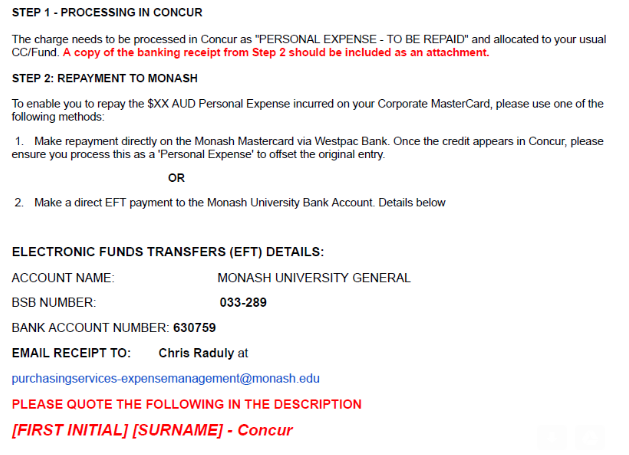 STEP 1 - PROCESSING IN CONCUR
The charge needs to be processed in Concur as "PERSONAL EXPENSE - TO BE REPAID" and allocated to your usual
CC/Fund. A copy of the banking receipt from Step 2 should be included as an attachment.
STEP 2: REPAYMENT TO MONASH
To enable you to repay the $XX AUD Personal Expense incurred on your Corporate MasterCard, please use one of the
following methods:
1. Make repayment directly on the Monash Mastercard via Westpac Bank. Once the credit appears in Concur, please
ensure you process this as a 'Personal Expense' to offset the original entry.
OR
2. Make a direct EFT payment to the Monash University Bank Account. Details below
ELECTRONIC FUNDS TRANSFERS (EFT) DETAILS:
ACCOUNT NAME: MONASH UNIVERSITY GENERAL
BSB NUMBER: 033-289
BANK ACCOUNT NUMBER: 630759
EMAIL RECEIPT TO: Chris Raduly at
purchasingservices-expensemanagement@monash.edu
PLEASE QUOTE THE FOLLOWING IN THE DESCRIPTION
[FIRST INITIAL] [SURNAME] - Concur